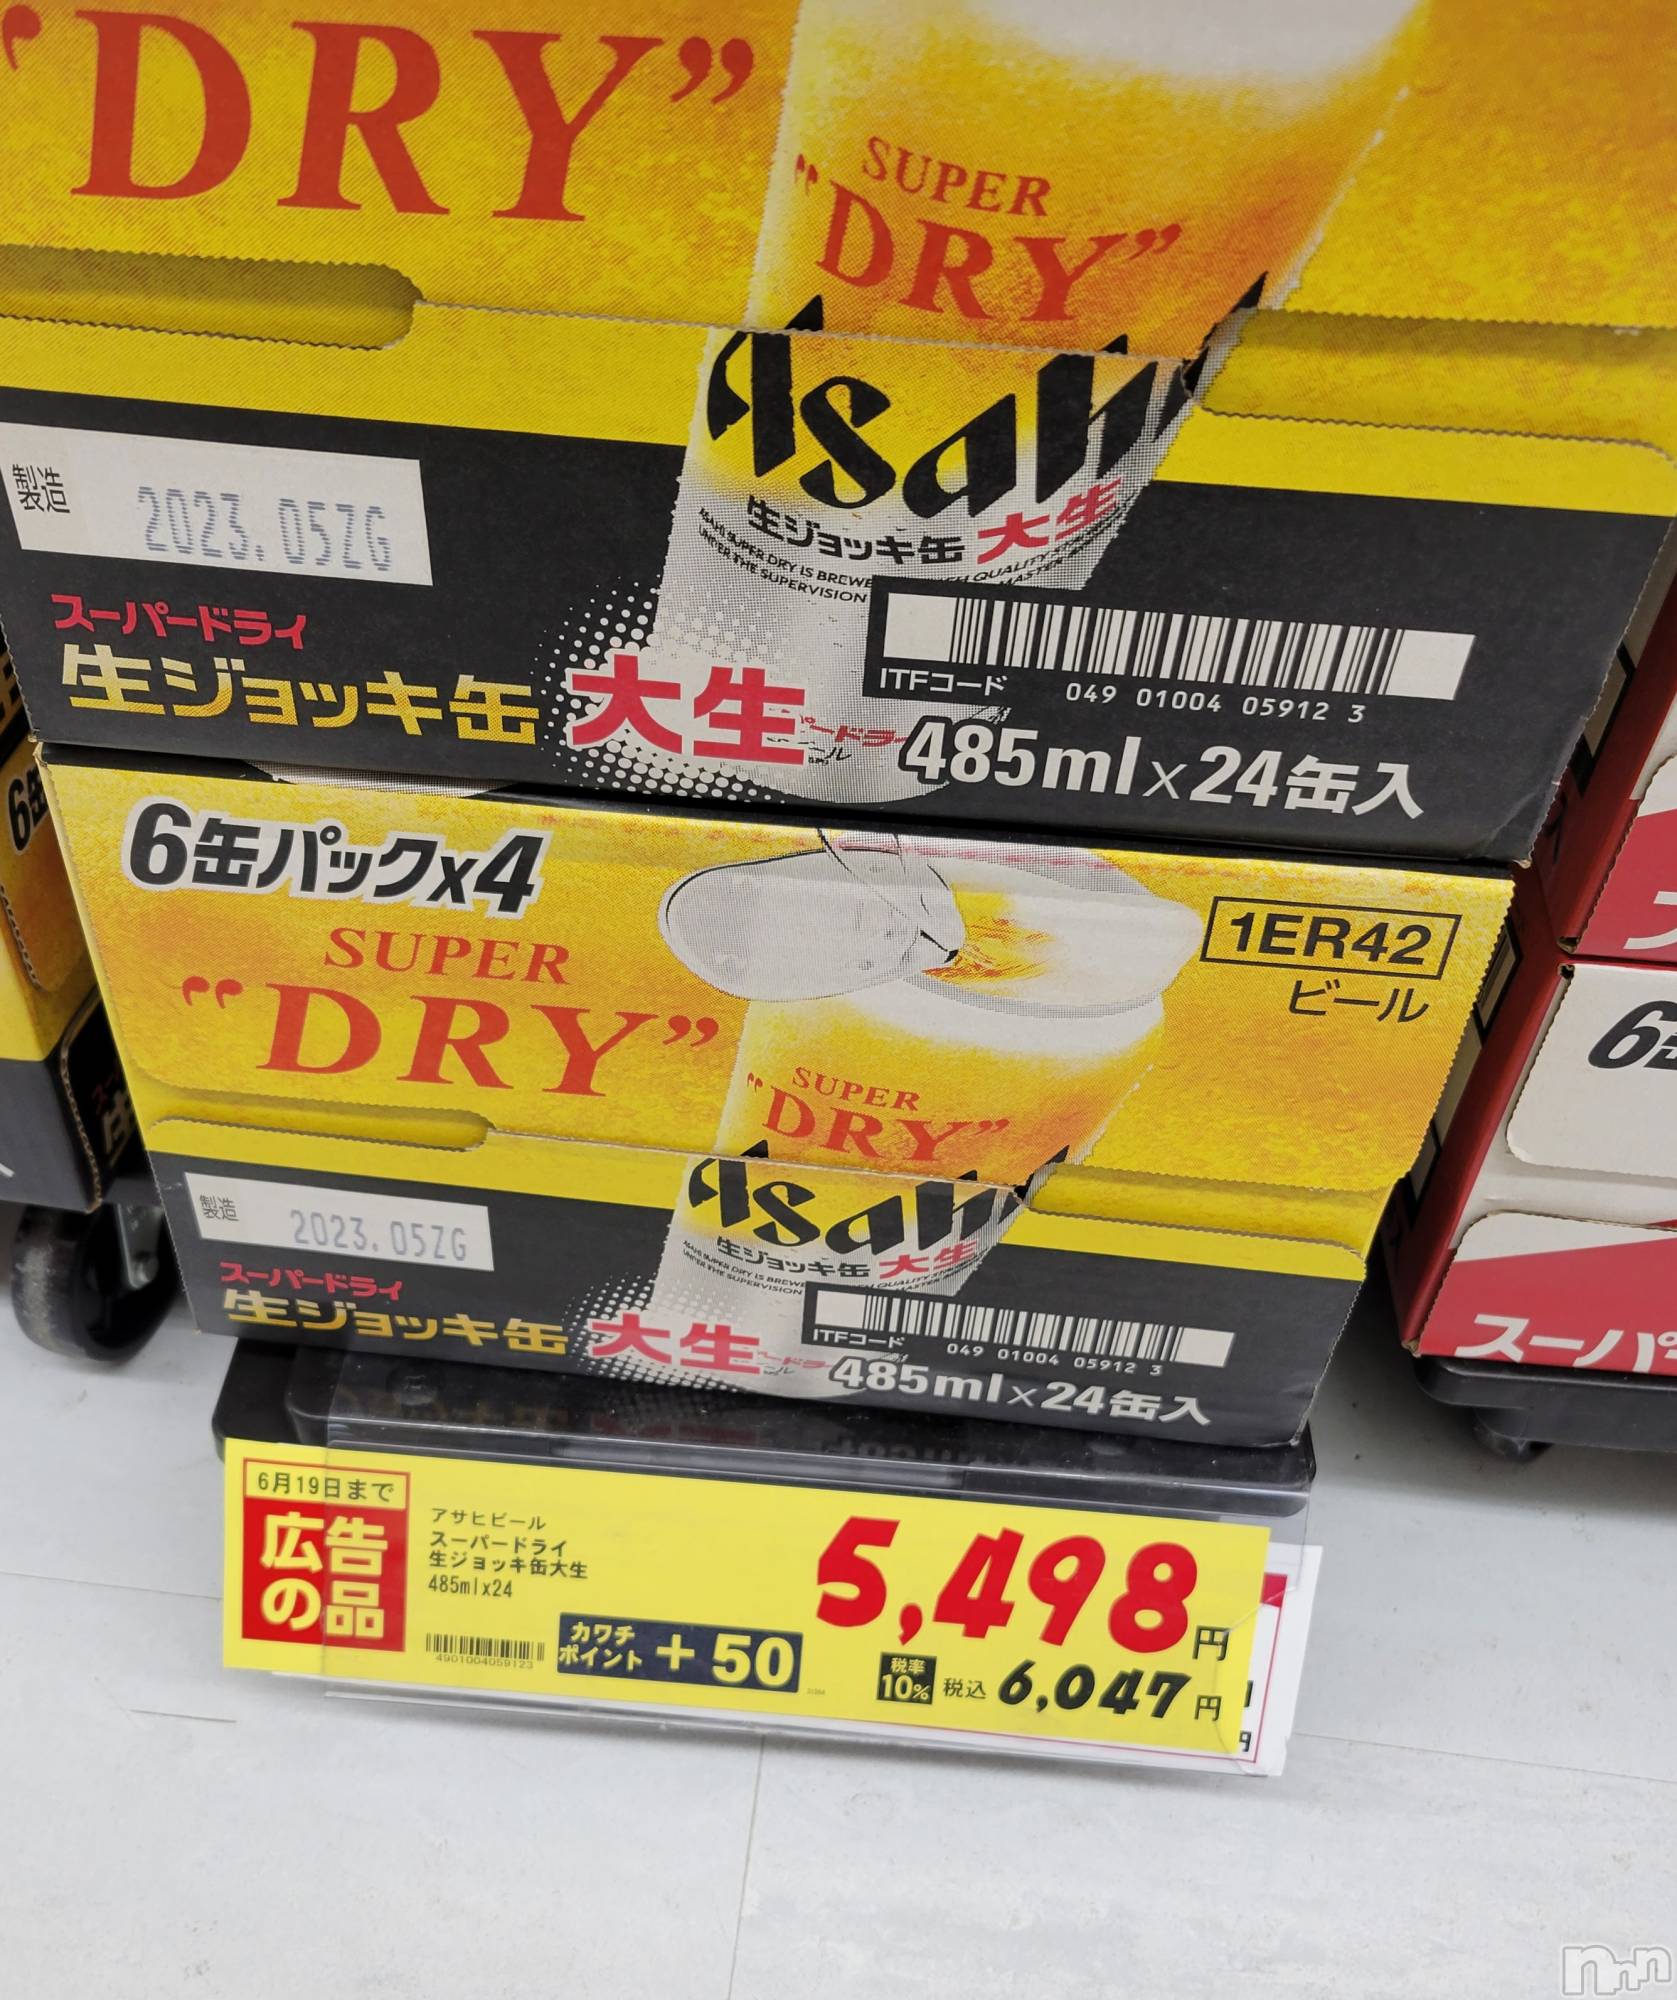 “DRY”
SUPER
“DRY”
Asahi
生ジョッキ缶 大生
製造
2023.05ZG
スーパードライ
生ジョッキ缶 大生
ITFコード
049 01004 05912 3
485ml×24缶入
6缶パックx4
1ER42
ビール
SUPER
“DRY”
SUPER
“DRY”
Asahi
生ジョッキ缶 大生
製造
2023.05ZG
スーパードライ
生ジョッキ缶 大生
ITFコード
049 01004 05912 3
485ml×24缶入
6缶
スーパ
6月19日まで
広告の品
アサヒビール
スーパードライ
生ジョッキ缶大生
485mlx24
4901004059123
カワチ
ポイント +50
5,498円
税率
10% 税込 6,047円
nnn